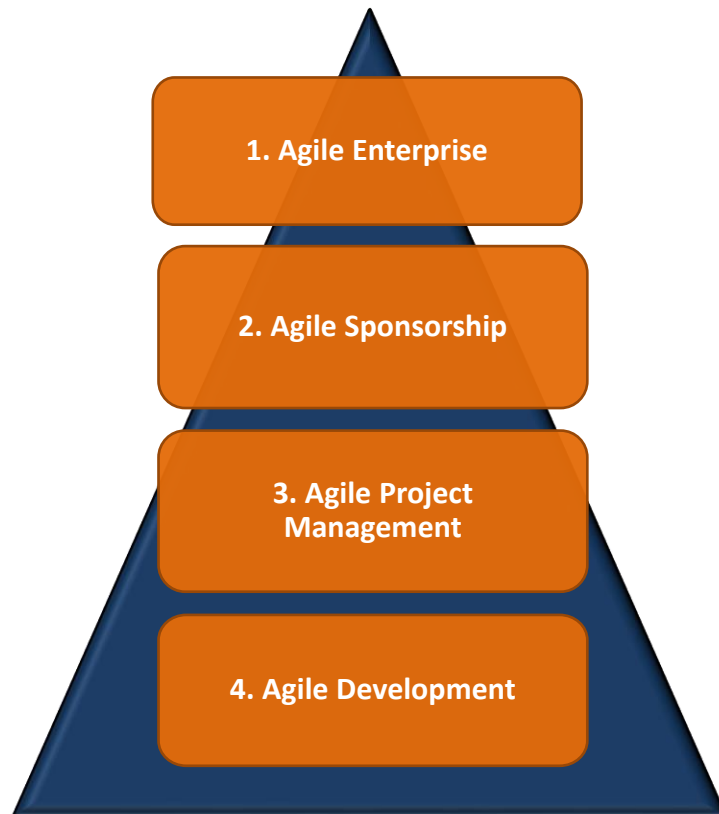 1. Agile Enterprise
2. Agile Sponsorship
3. Agile Project
Management
4. Agile Development